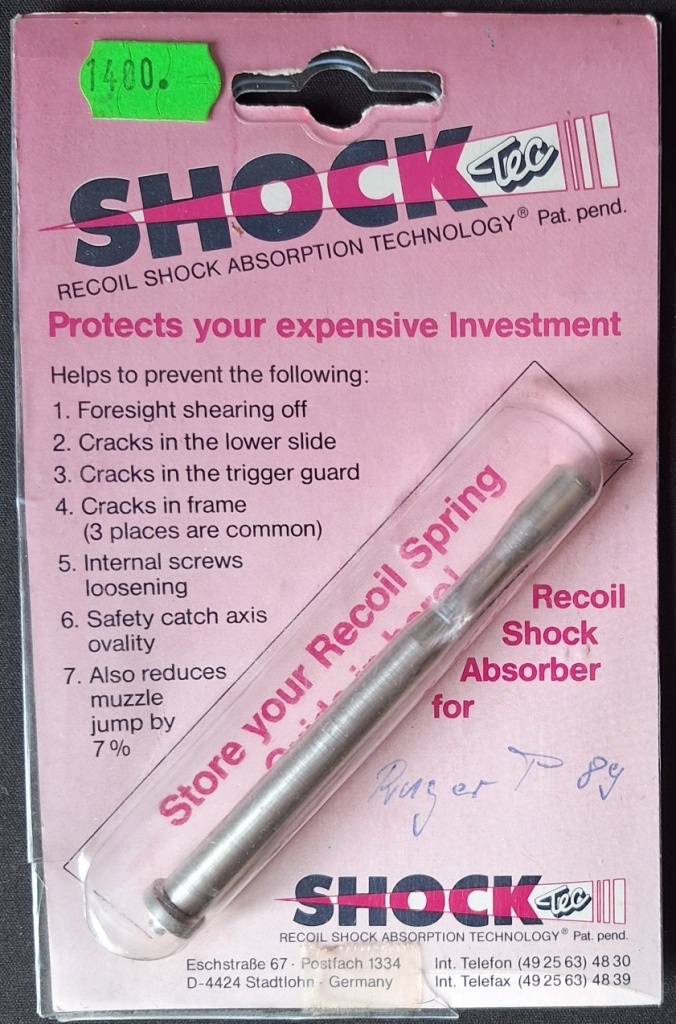 1400.
SHOCK Tec
RECOIL SHOCK ABSORPTION TECHNOLOGY® Pat. pend.
Protects your expensive Investment
Helps to prevent the following:
1. Foresight shearing off
2. Cracks in the lower slide
3. Cracks in the trigger guard
4. Cracks in frame
(3 places are common)
5. Internal screws
loosening
6. Safety catch axis
ovality
7. Also reduces
muzzle
jump by
7%
Store your Recoil Spring
Guide in here!
Recoil
Shock
Absorber
for
Ruger P 89
SHOCK Tec
RECOIL SHOCK ABSORPTION TECHNOLOGY® Pat. pend.
Eschstraße 67 · Postfach 1334 Int. Telefon (49 25 63) 48 30
D-4424 Stadtlohn · Germany Int. Telefax (49 25 63) 48 39